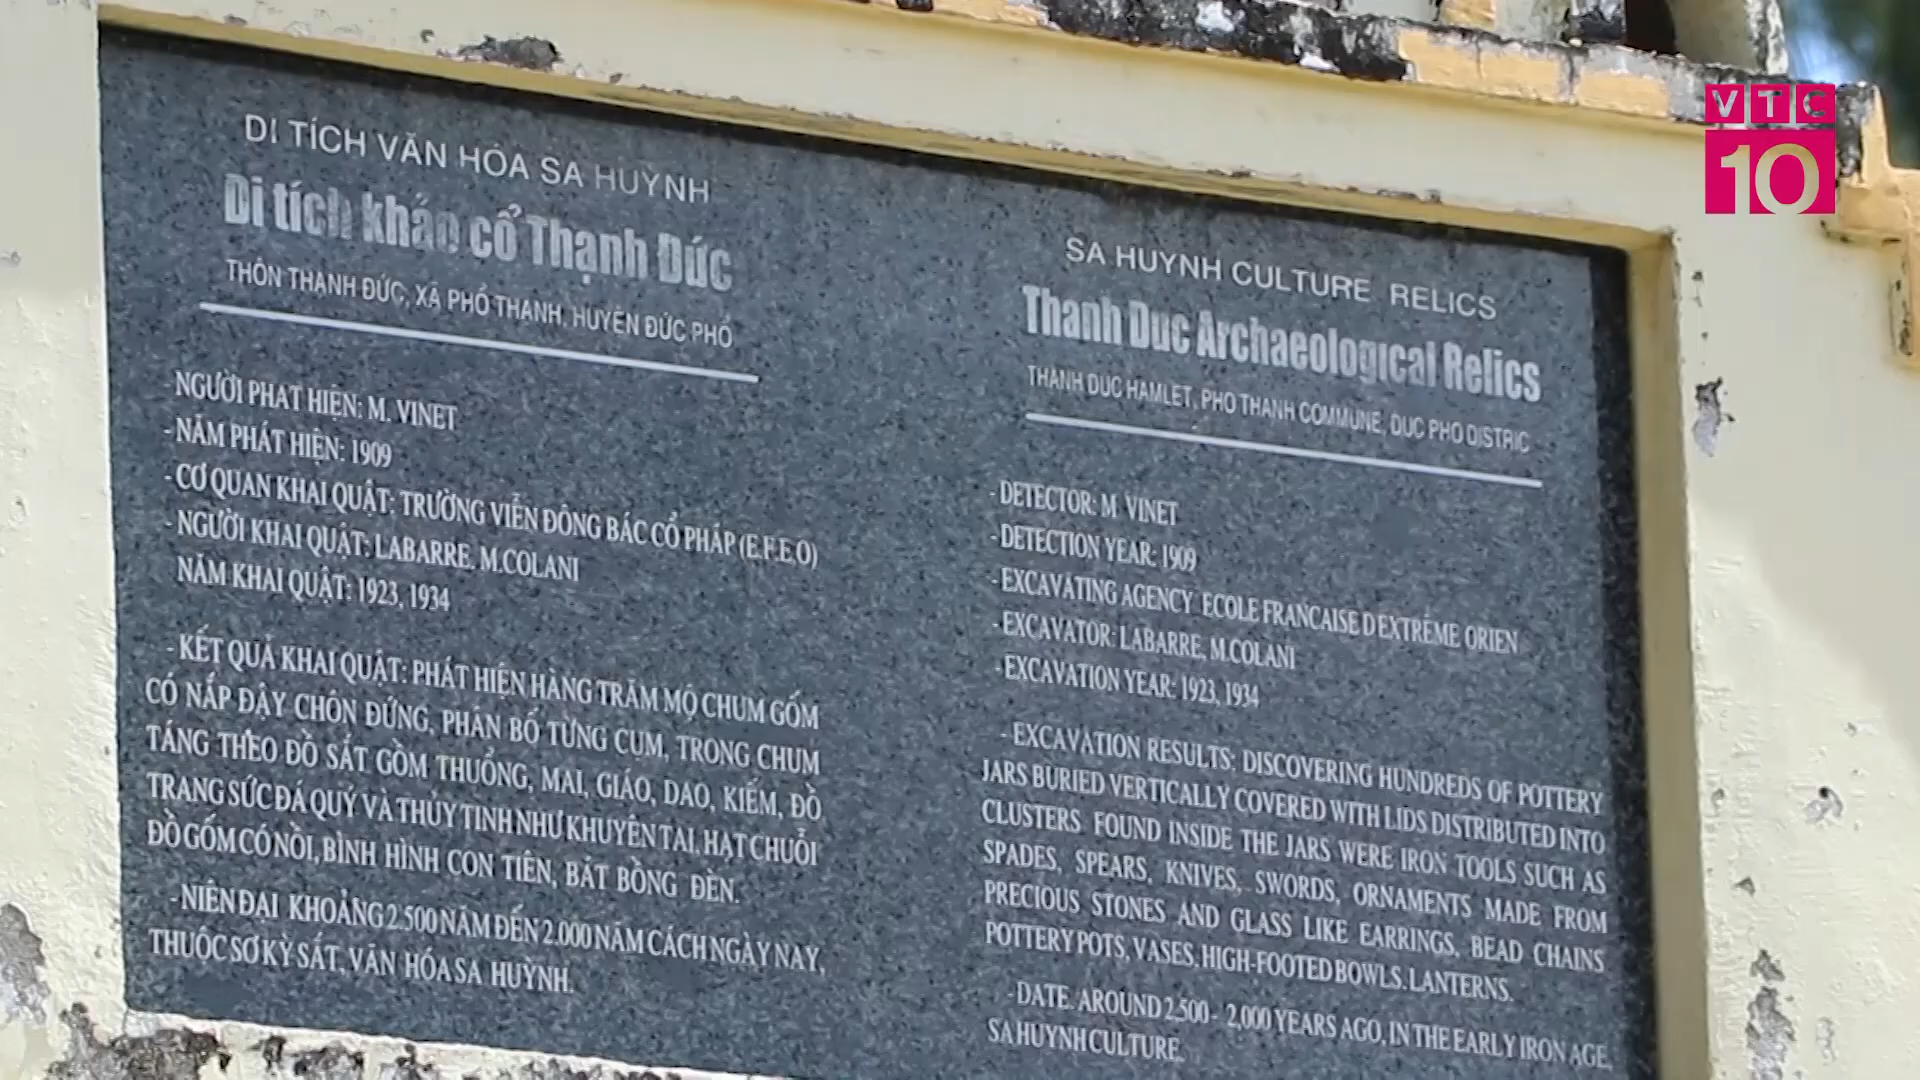 DI TÍCH VĂN HÓA SA HUỲNH
Di tích khảo cổ Thạnh Đức
THÔN THẠNH ĐỨC, XÃ PHỔ THẠNH, HUYỆN ĐỨC PHỔ
- NGƯỜI PHÁT HIỆN: M. VINET
- NĂM PHÁT HIỆN: 1909
- CƠ QUAN KHAI QUẬT: TRƯỜNG VIỄN ĐÔNG BÁC CỔ PHÁP (E.F.E.O)
- NGƯỜI KHAI QUẬT: LABARRE, M.COLANI
NĂM KHAI QUẬT: 1923, 1934
- KẾT QUẢ KHAI QUẬT: PHÁT HIỆN HÀNG TRĂM MỘ CHUM GỐM
CÓ NẮP ĐẬY CHÔN ĐỨNG, PHÂN BỐ TỪNG CỤM, TRONG CHUM
TÁNG THEO ĐỒ SẮT GỒM THUỔNG, MAI, GIÁO, DAO, KIẾM, ĐỒ
TRANG SỨC ĐÁ QUÝ VÀ THỦY TINH NHƯ KHUYÊN TAI, HẠT CHUỖI
ĐỒ GỐM CÓ NỒI, BÌNH HÌNH CON TIỆN, BÁT BỒNG ĐÈN.
- NIÊN ĐẠI KHOẢNG 2.500 NĂM ĐẾN 2.000 NĂM CÁCH NGÀY NAY,
THUỘC SƠ KỲ SẮT, VĂN HÓA SA HUỲNH.
SA HUYNH CULTURE RELICS
Thanh Duc Archaeological Relics
THANH DUC HAMLET, PHO THANH COMMUNE, DUC PHO DISTRIC
- DETECTOR: M VINET
- DETECTION YEAR: 1909
- EXCAVATING AGENCY ECOLE FRANCAISE D EXTRÊME ORIEN
- EXCAVATOR: LABARRE, M.COLANI
- EXCAVATION YEAR: 1923, 1934
- EXCAVATION RESULTS: DISCOVERING HUNDREDS OF POTTERY
JARS BURIED VERTICALLY COVERED WITH LIDS DISTRIBUTED INTO
CLUSTERS FOUND INSIDE THE JARS WERE IRON TOOLS SUCH AS
SPADES, SPEARS, KNIVES, SWORDS, ORNAMENTS MADE FROM
PRECIOUS STONES AND GLASS LIKE EARRINGS, BEAD CHAINS
POTTERY POTS, VASES, HIGH-FOOTED BOWLS. LANTERNS.
- DATE. AROUND 2,500 - 2,000 YEARS AGO, IN THE EARLY IRON AGE,
SA HUYNH CULTURE.
VTC
10